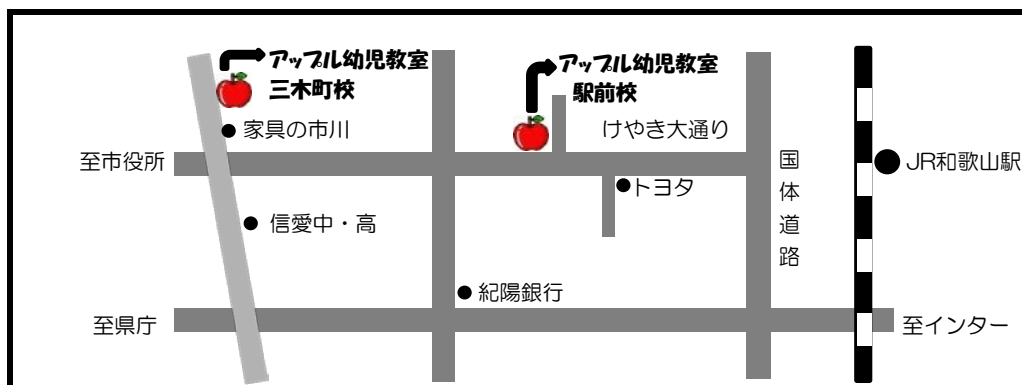 アップル幼児教室
三木町校
アップル幼児教室
駅前校
家具の市川
けやき大通り
至市役所
国体道路
JR和歌山駅
トヨタ
信愛中・高
紀陽銀行
至県庁
至インター